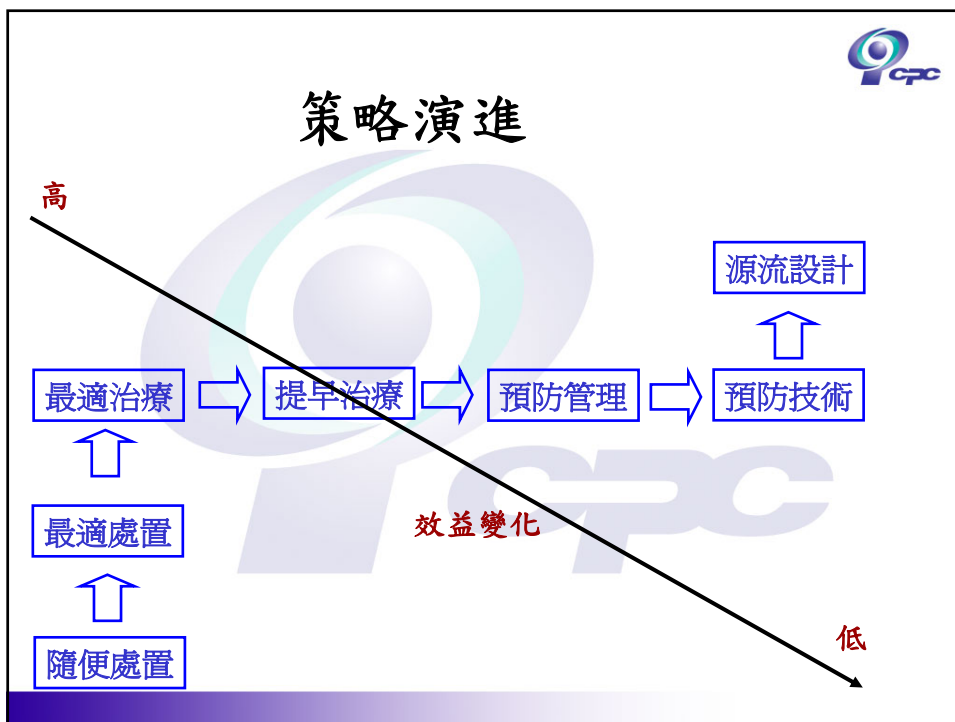 cpc
策略演進
高
源流設計
最適治療
提早治療
預防管理
預防技術
最適處置
效益變化
低
隨便處置
cpc